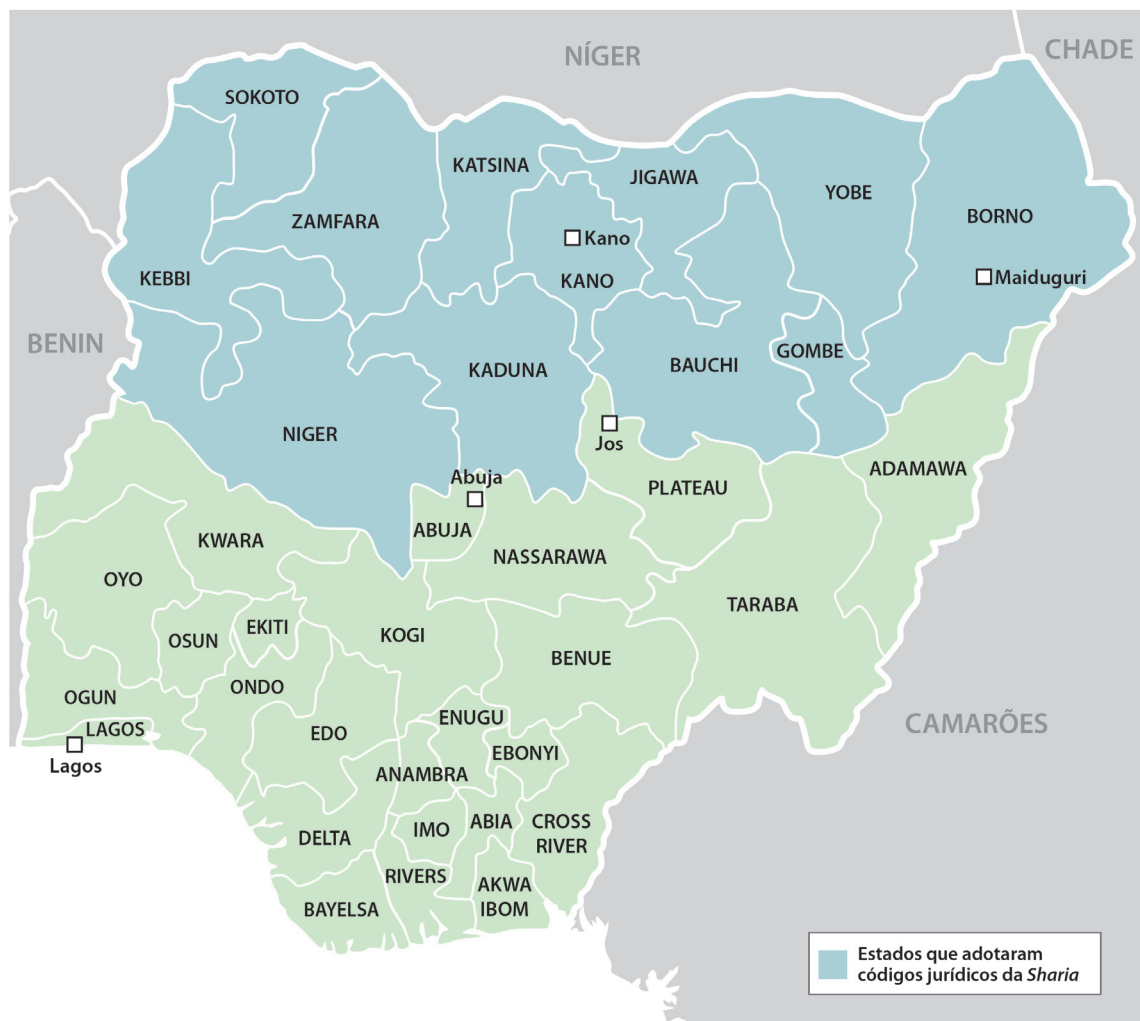 NÍGER
CHADE
SOKOTO
KATSINA
JIGAWA
YOBE
ZAMFARA
BORNO
Kano
KEBBI
KANO
Maiduguri
BENIN
GOMBE
BAUCHI
KADUNA
NIGER
Jos
ADAMAWA
Abuja
PLATEAU
ABUJA
KWARA
NASSARAWA
OYO
TARABA
EKITI
KOGI
OSUN
BENUE
ONDO
OGUN
ENUGU
CAMARÕES
LAGOS
EDO
EBONYI
Lagos
ANAMBRA
IMO
ABIA
CROSS
RIVER
DELTA
RIVERS
AKWA
IBOM
BAYELSA
Estados que adotaram
códigos jurídicos da Sharia